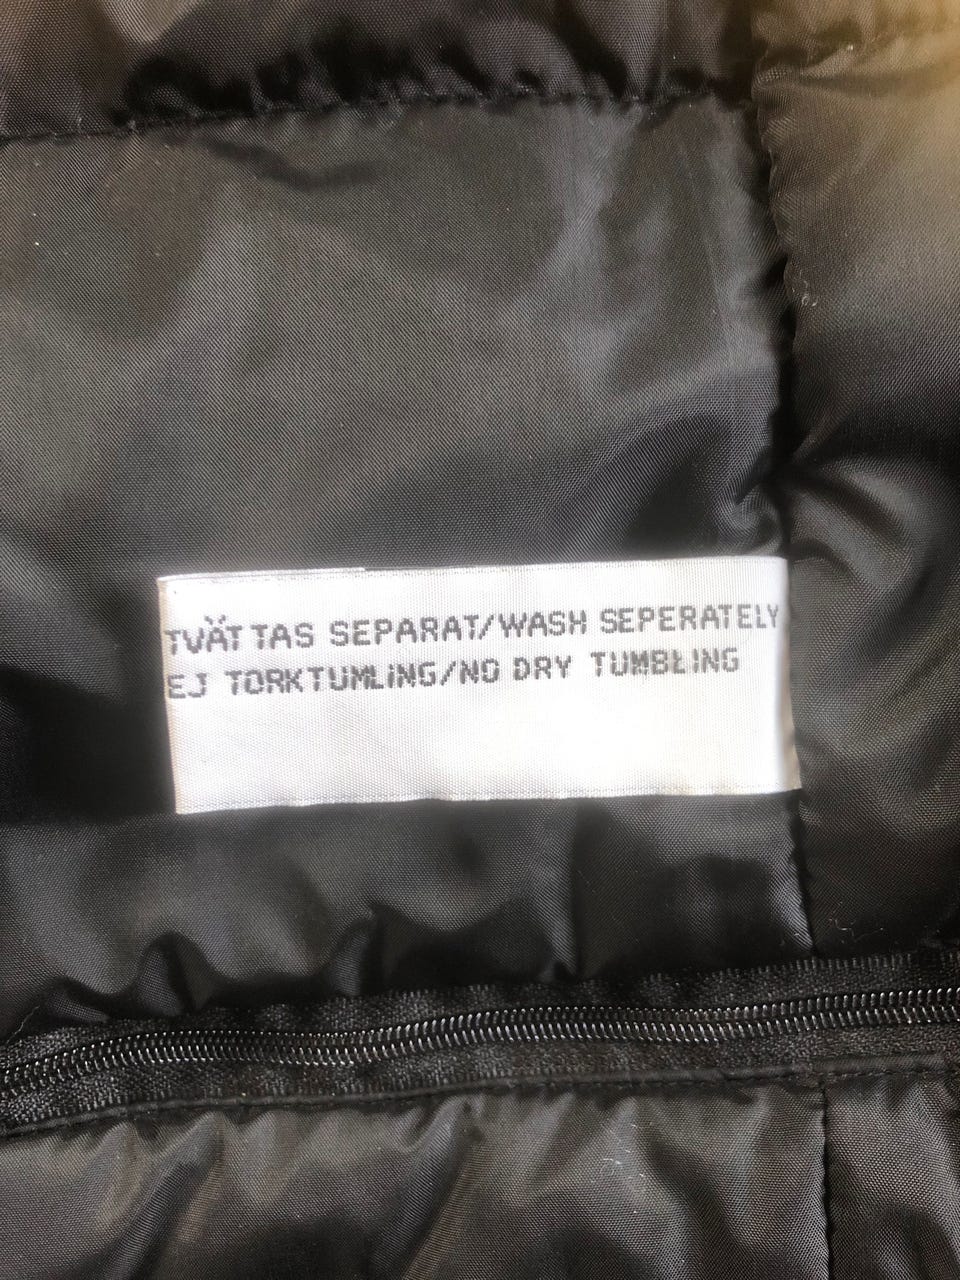 TVÄTTAS SEPARAT/WASH SEPERATELY
EJ TORKTUMLING/NO DRY TUMBLING